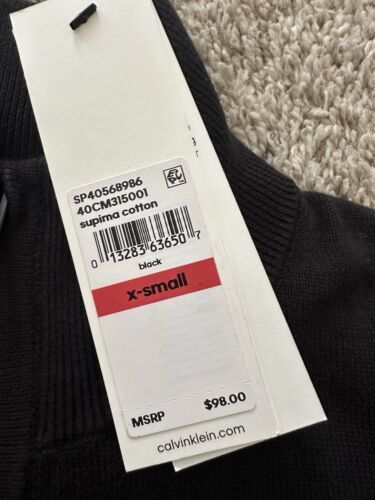 SP40568986
40CM315001
supima cotton
0 13283 63650 7
black
x-small
MSRP $98.00
calvinklein.com